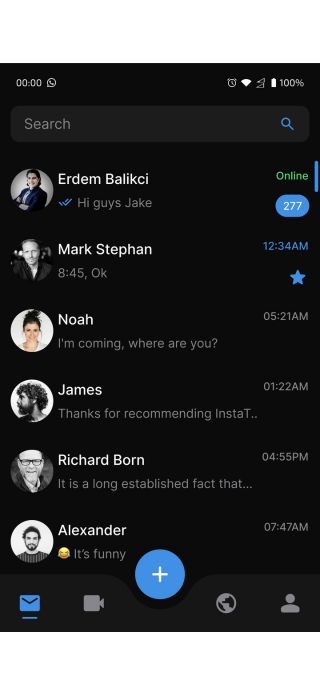 00:00 100%
Search
Erdem Balikci Online
Hi guys Jake 277
Mark Stephan 12:34AM
8:45, Ok
Noah 05:21AM
I'm coming, where are you?
James 01:22AM
Thanks for recommending InstaT..
Richard Born 04:55PM
It is a long established fact that...
Alexander 07:47AM
😂 It's funny